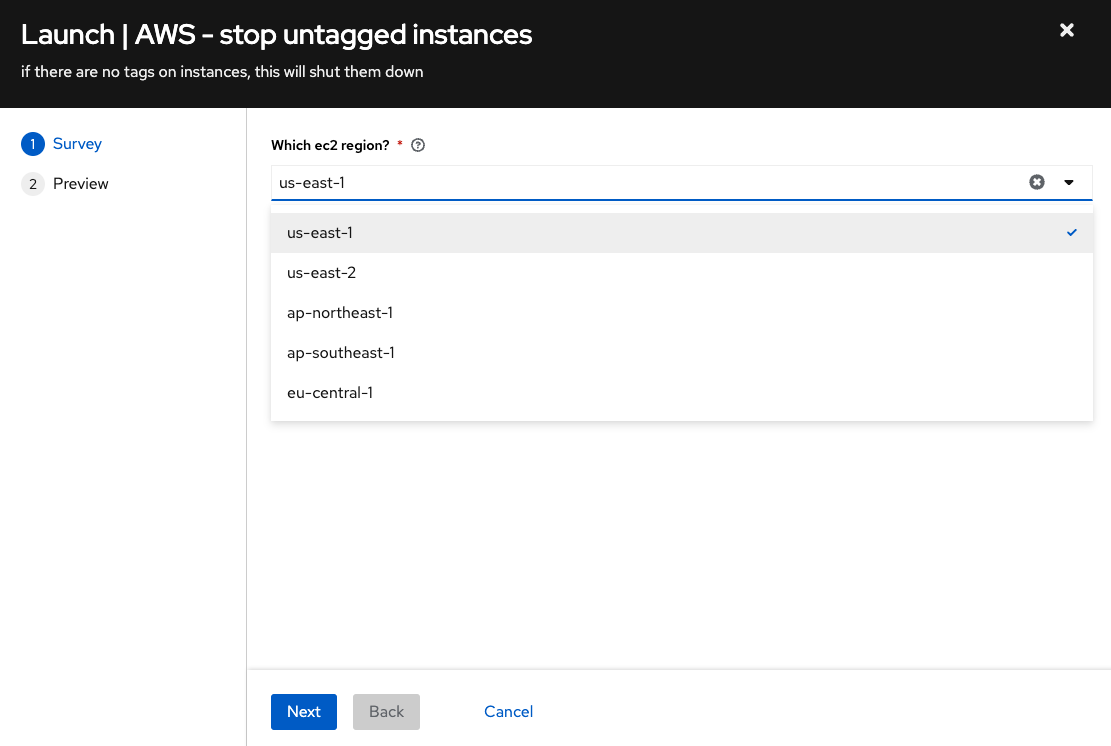 Launch | AWS - stop untagged instances
if there are no tags on instances, this will shut them down
1 Survey
2 Preview
Which ec2 region? *
us-east-1
us-east-1
us-east-2
ap-northeast-1
ap-southeast-1
eu-central-1
Next Back Cancel